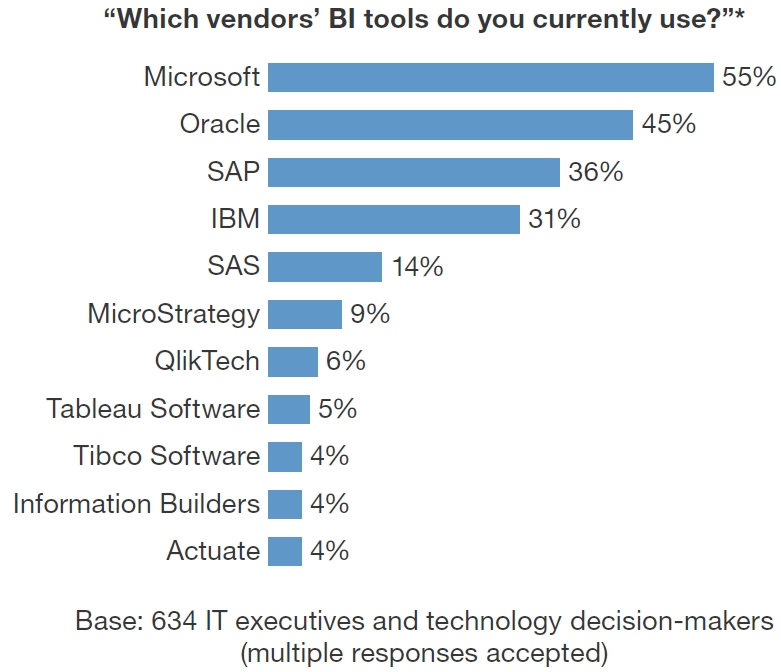 “Which vendors’ BI tools do you currently use?”*
Microsoft 55%
Oracle 45%
SAP 36%
IBM 31%
SAS 14%
MicroStrategy 9%
QlikTech 6%
Tableau Software 5%
Tibco Software 4%
Information Builders 4%
Actuate 4%
Base: 634 IT executives and technology decision-makers
(multiple responses accepted)